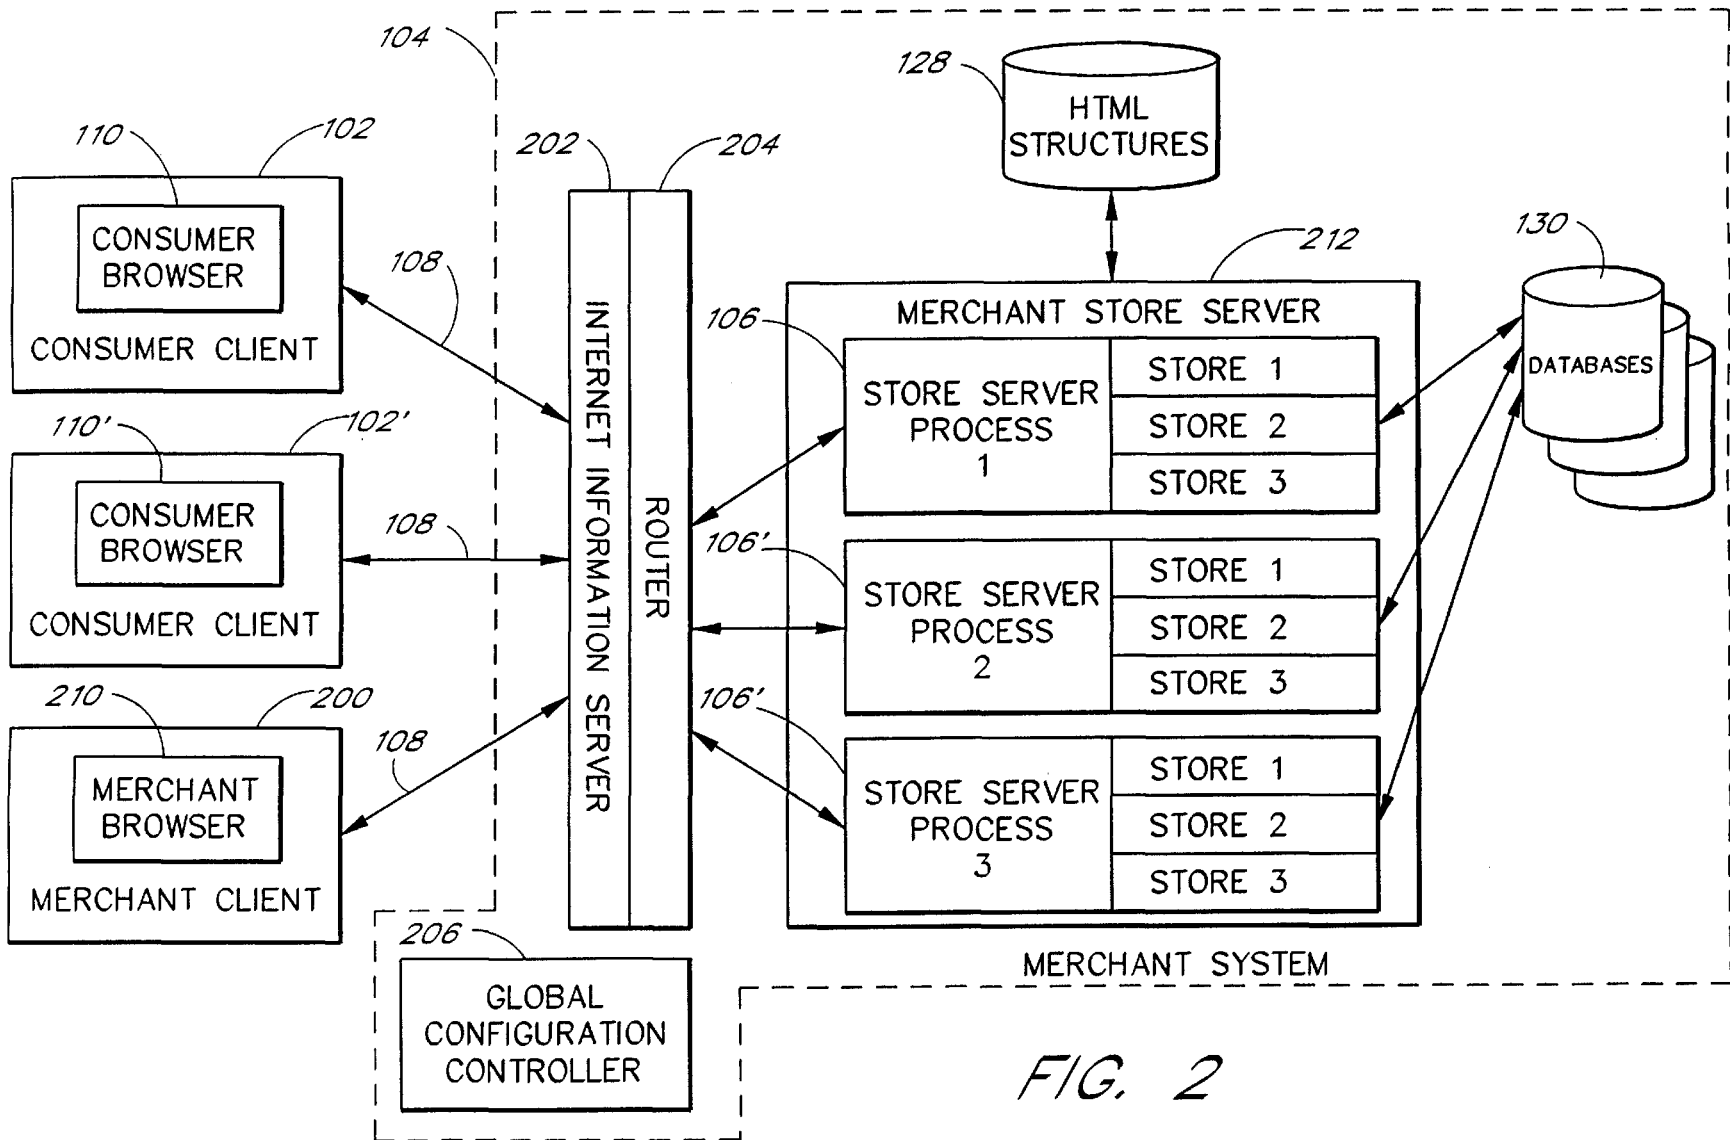 104
128
HTML
STRUCTURES
110
102
CONSUMER
BROWSER
CONSUMER CLIENT
108
202
204
INTERNET INFORMATION SERVER
ROUTER
212
MERCHANT STORE SERVER
130
DATABASES
106
STORE SERVER
PROCESS
1
STORE 1
STORE 2
STORE 3
110'
102'
CONSUMER
BROWSER
CONSUMER CLIENT
108
106'
STORE SERVER
PROCESS
2
STORE 1
STORE 2
STORE 3
210
200
MERCHANT
BROWSER
MERCHANT CLIENT
108
106'
STORE SERVER
PROCESS
3
STORE 1
STORE 2
STORE 3
MERCHANT SYSTEM
206
GLOBAL
CONFIGURATION
CONTROLLER
FIG. 2